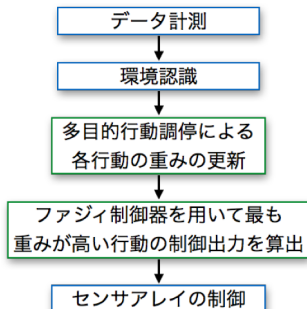 データ計測
環境認識
多目的行動調停による
各行動の重みの更新
ファジィ制御器を用いて最も
重みが高い行動の制御出力を算出
センサアレイの制御